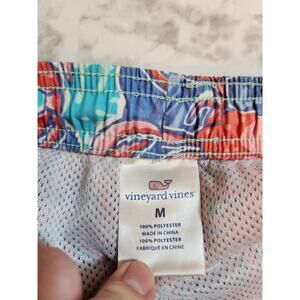 vineyard vines
M
100% POLYESTER
MADE IN CHINA
100% POLYESTER
FABRIQUÉ EN CHINE